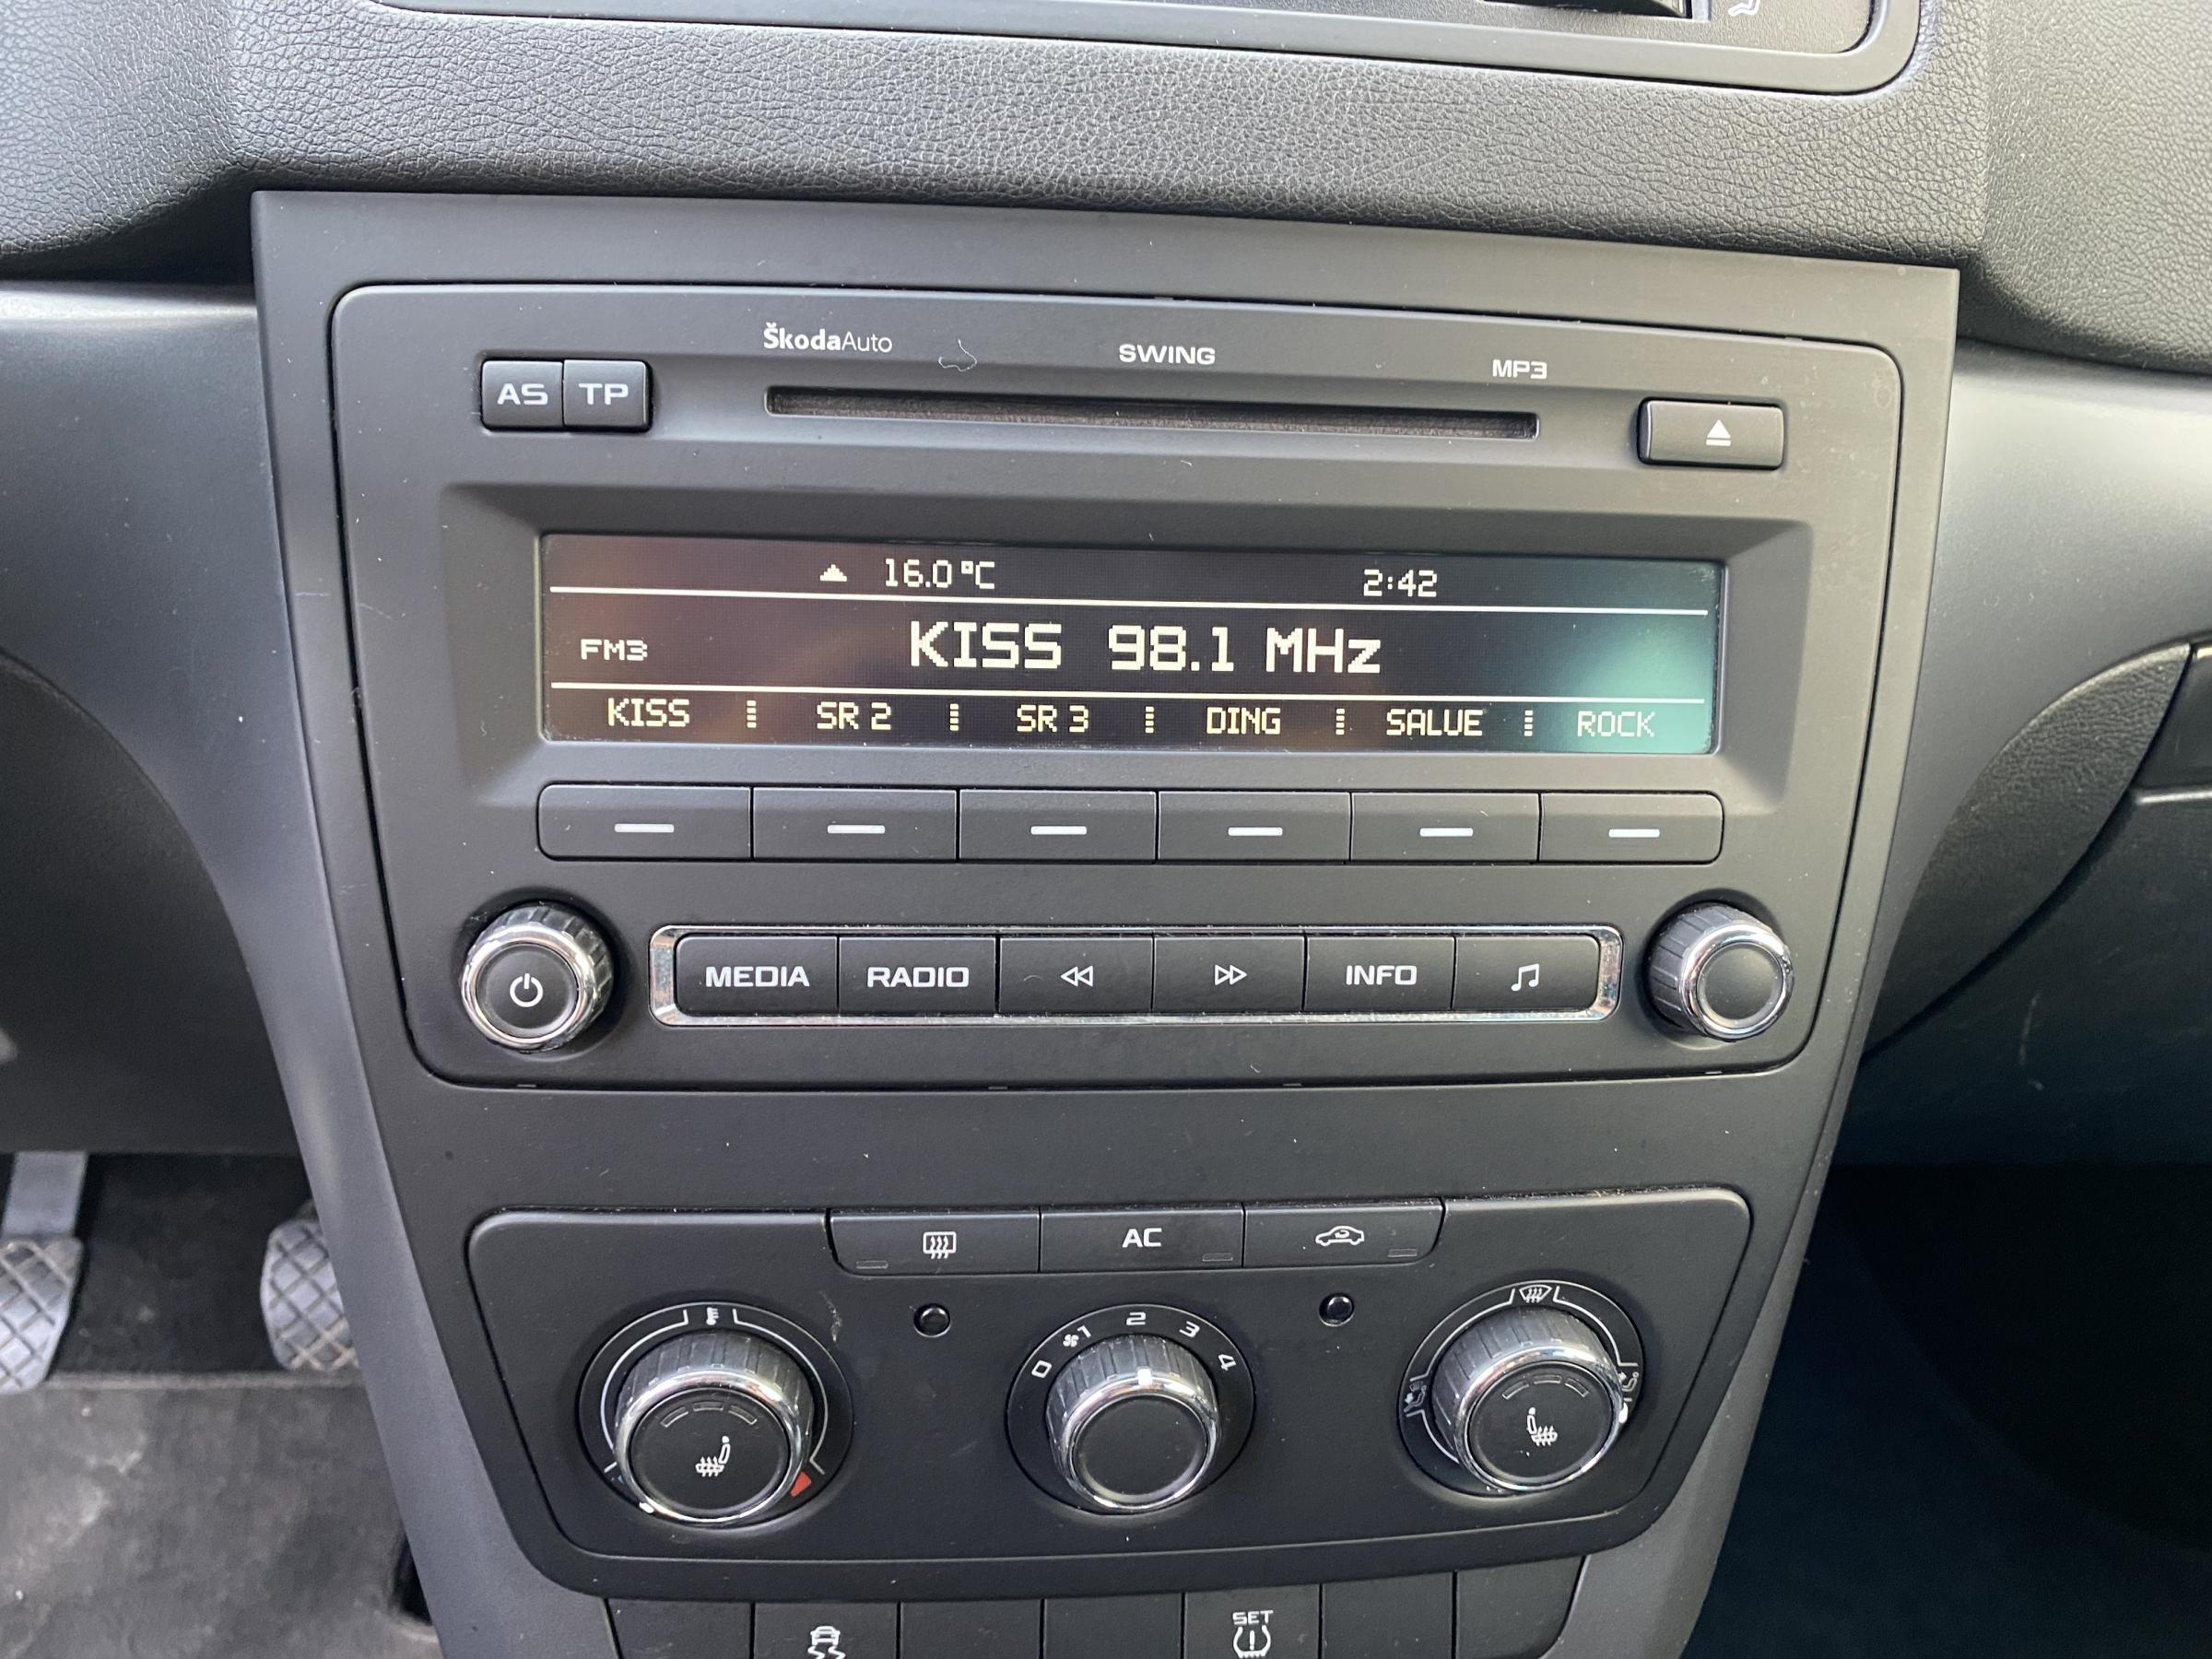 ŠkodaAuto SWING MP3
AS TP
16.0 °C 2:42
FM3 KISS 98.1 MHz
KISS SR 2 SR 3 DING SALUE ROCK
MEDIA RADIO INFO
AC
0 1 2 3 4
SET